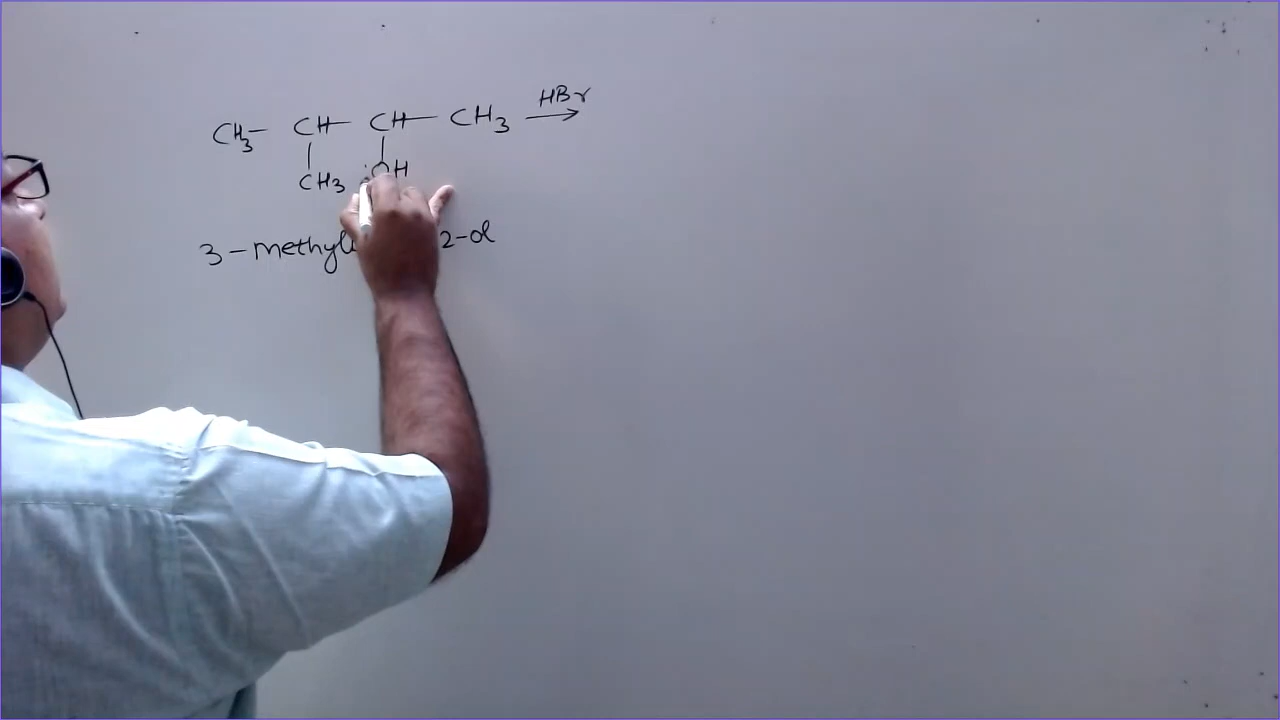 HBr
CH3 - CH - CH - CH3 ⟶
CH3 :OH
3-methyl 2-ol